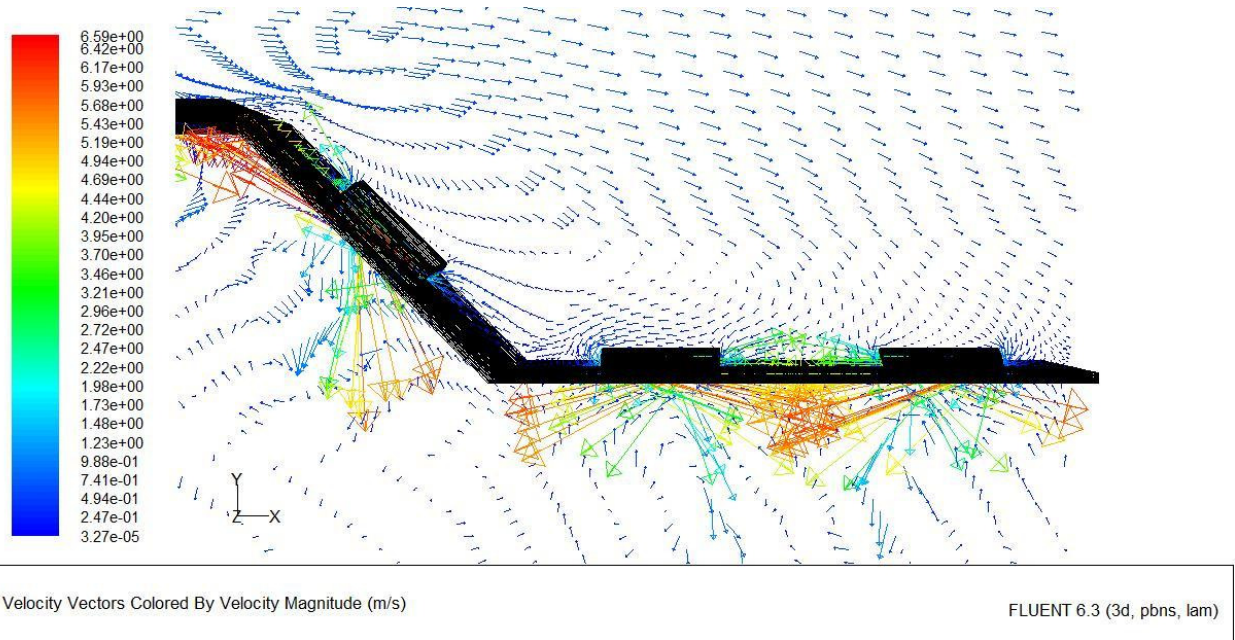 6.59e+00
6.42e+00
6.17e+00
5.93e+00
5.68e+00
5.43e+00
5.19e+00
4.94e+00
4.69e+00
4.44e+00
4.20e+00
3.95e+00
3.70e+00
3.46e+00
3.21e+00
2.96e+00
2.72e+00
2.47e+00
2.22e+00
1.98e+00
1.73e+00
1.48e+00
1.23e+00
9.88e-01
7.41e-01
4.94e-01
2.47e-01
3.27e-05
Y
Z X
Velocity Vectors Colored By Velocity Magnitude (m/s)
FLUENT 6.3 (3d, pbns, lam)